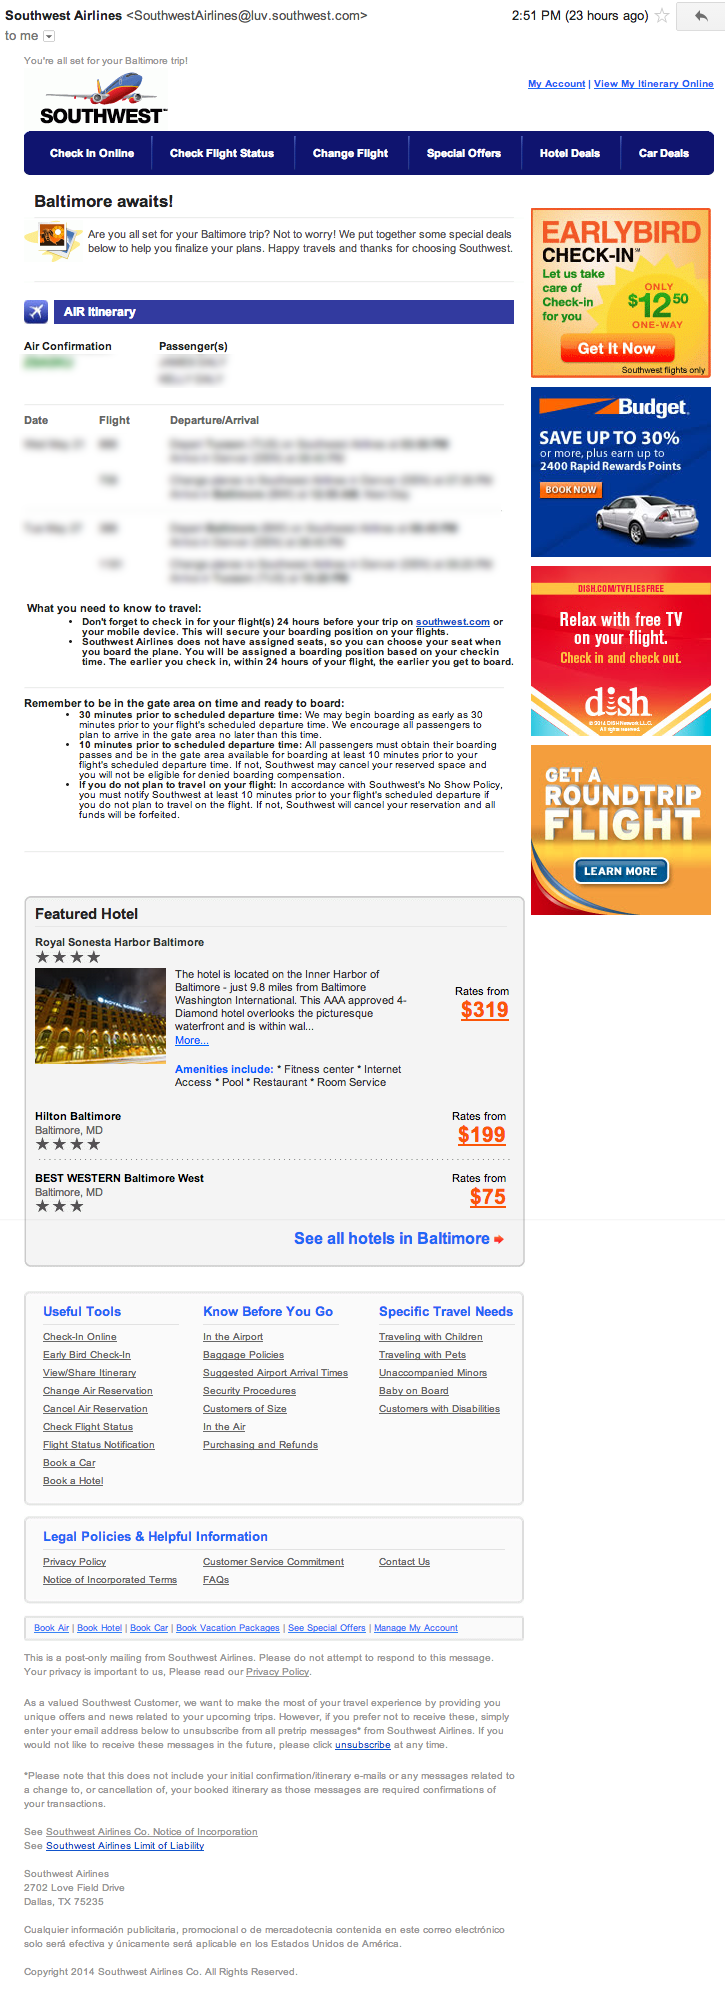 Southwest Airlines <SouthwestAirlines@luv.southwest.com>
2:51 PM (23 hours ago)
to me
You're all set for your Baltimore trip!
SOUTHWEST
My Account | View My Itinerary Online
Check In Online
Check Flight Status
Change Flight
Special Offers
Hotel Deals
Car Deals
Baltimore awaits!
Are you all set for your Baltimore trip? Not to worry! We put together some special deals
below to help you finalize your plans. Happy travels and thanks for choosing Southwest.
AIR Itinerary
Air Confirmation
Passenger(s)
Date
Flight
Departure/Arrival
What you need to know to travel:
• Don't forget to check in for your flight(s) 24 hours before your trip on southwest.com or
your mobile device. This will secure your boarding position on your flights.
• Southwest Airlines does not have assigned seats, so you can choose your seat when
you board the plane. You will be assigned a boarding position based on your checkin
time. The earlier you check in, within 24 hours of your flight, the earlier you get to board.
Remember to be in the gate area on time and ready to board:
• 30 minutes prior to scheduled departure time: We may begin boarding as early as 30
minutes prior to your flight's scheduled departure time. We encourage all passengers to
plan to arrive in the gate area no later than this time.
• 10 minutes prior to scheduled departure time: All passengers must obtain their boarding
passes and be in the gate area available for boarding at least 10 minutes prior to your
flight's scheduled departure time. If not, Southwest may cancel your reserved space and
you will not be eligible for denied boarding compensation.
• If you do not plan to travel on your flight: In accordance with Southwest's No Show Policy,
you must notify Southwest at least 10 minutes prior to your flight's scheduled departure if
you do not plan to travel on the flight. If not, Southwest will cancel your reservation and all
funds will be forfeited.
EARLYBIRD
CHECK-IN℠
Let us take
care of
Check-in
for you
ONLY
$12.50
ONE-WAY
Get It Now
Southwest flights only
Budget.
SAVE UP TO 30%
or more, plus earn up to
2400 Rapid Rewards Points
BOOK NOW
DISH.COM/TVFLIESFREE
Relax with free TV
on your flight.
Check in and check out.
dish
© 2014 DISH Network L.L.C.
All rights reserved.
GET A
ROUNDTRIP
FLIGHT
LEARN MORE
Featured Hotel
Royal Sonesta Harbor Baltimore
★★★★
The hotel is located on the Inner Harbor of
Baltimore - just 9.8 miles from Baltimore
Washington International. This AAA approved 4-
Diamond hotel overlooks the picturesque
waterfront and is within wal...
More...
Amenities include: * Fitness center * Internet
Access * Pool * Restaurant * Room Service
Rates from
$319
Hilton Baltimore
Baltimore, MD
★★★★
Rates from
$199
BEST WESTERN Baltimore West
Baltimore, MD
★★★
Rates from
$75
See all hotels in Baltimore
Useful Tools
Check-In Online
Early Bird Check-In
View/Share Itinerary
Change Air Reservation
Cancel Air Reservation
Check Flight Status
Flight Status Notification
Book a Car
Book a Hotel
Know Before You Go
In the Airport
Baggage Policies
Suggested Airport Arrival Times
Security Procedures
Customers of Size
In the Air
Purchasing and Refunds
Specific Travel Needs
Traveling with Children
Traveling with Pets
Unaccompanied Minors
Baby on Board
Customers with Disabilities
Legal Policies & Helpful Information
Privacy Policy
Customer Service Commitment
Contact Us
Notice of Incorporated Terms
FAQs
Book Air | Book Hotel | Book Car | Book Vacation Packages | See Special Offers | Manage My Account
This is a post-only mailing from Southwest Airlines. Please do not attempt to respond to this message.
Your privacy is important to us, Please read our Privacy Policy.
As a valued Southwest Customer, we want to make the most of your travel experience by providing you
unique offers and news related to your upcoming trips. However, if you prefer not to receive these, simply
enter your email address below to unsubscribe from all pretrip messages* from Southwest Airlines. If you
would not like to receive these messages in the future, please click unsubscribe at any time.
*Please note that this does not include your initial confirmation/itinerary e-mails or any messages related to
a change to, or cancellation of, your booked itinerary as those messages are required confirmations of
your transactions.
See Southwest Airlines Co. Notice of Incorporation
See Southwest Airlines Limit of Liability
Southwest Airlines
2702 Love Field Drive
Dallas, TX 75235
Cualquier información publicitaria, promocional o de mercadotecnia contenida en este correo electrónico
solo será efectiva y únicamente será aplicable en los Estados Unidos de América.
Copyright 2014 Southwest Airlines Co. All Rights Reserved.